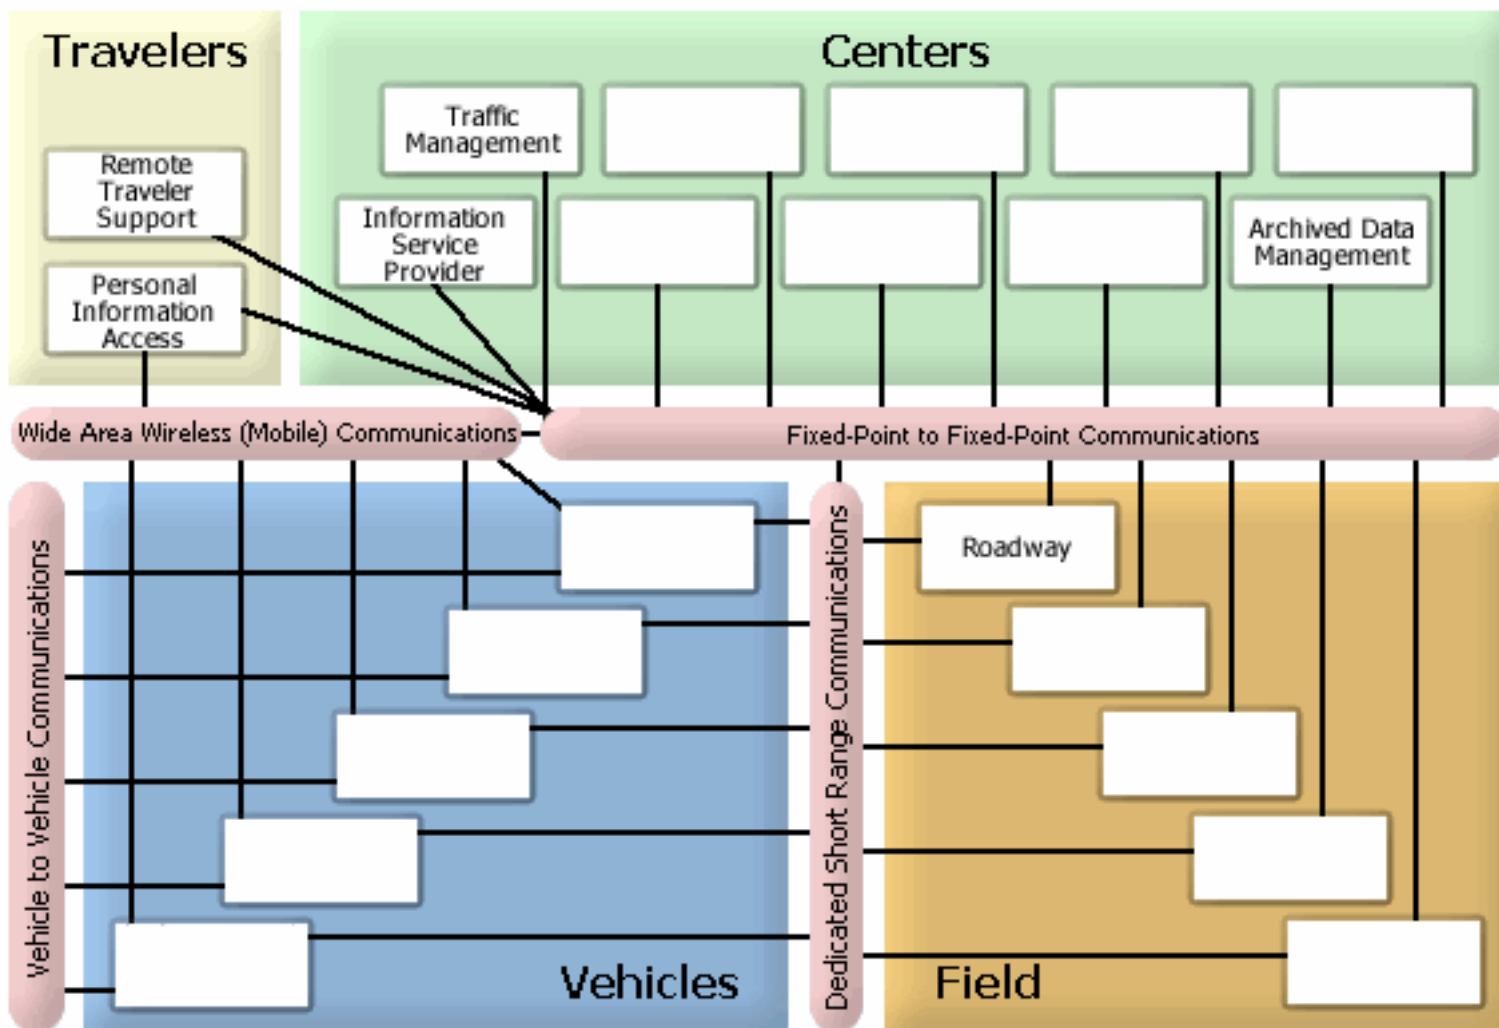 Travelers
Centers
Traffic
Management
Remote
Traveler
Support
Information
Service
Provider
Archived Data
Management
Personal
Information
Access
Wide Area Wireless (Mobile) Communications
Fixed-Point to Fixed-Point Communications
Vehicle to Vehicle Communications
Dedicated Short Range Communications
Roadway
Vehicles
Field